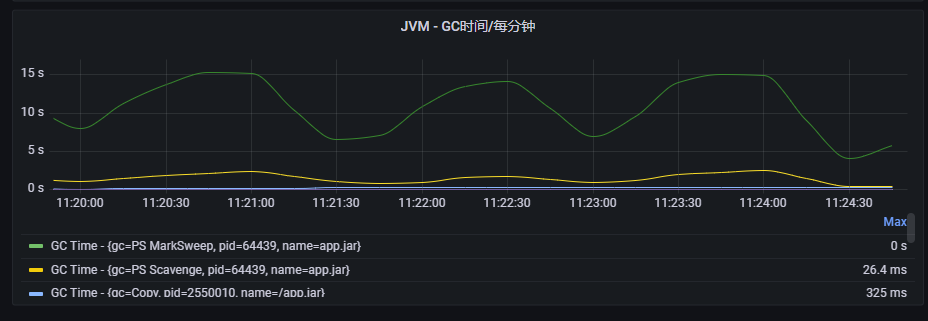 JVM - GC时间/每分钟
15 s
10 s
5 s
0 s
11:20:00 11:20:30 11:21:00 11:21:30 11:22:00 11:22:30 11:23:00 11:23:30 11:24:00 11:24:30
Max
GC Time - {gc=PS MarkSweep, pid=64439, name=app.jar} 0 s
GC Time - {gc=PS Scavenge, pid=64439, name=app.jar} 26.4 ms
GC Time - {gc=Copy, pid=2550010, name=/app.jar} 325 ms